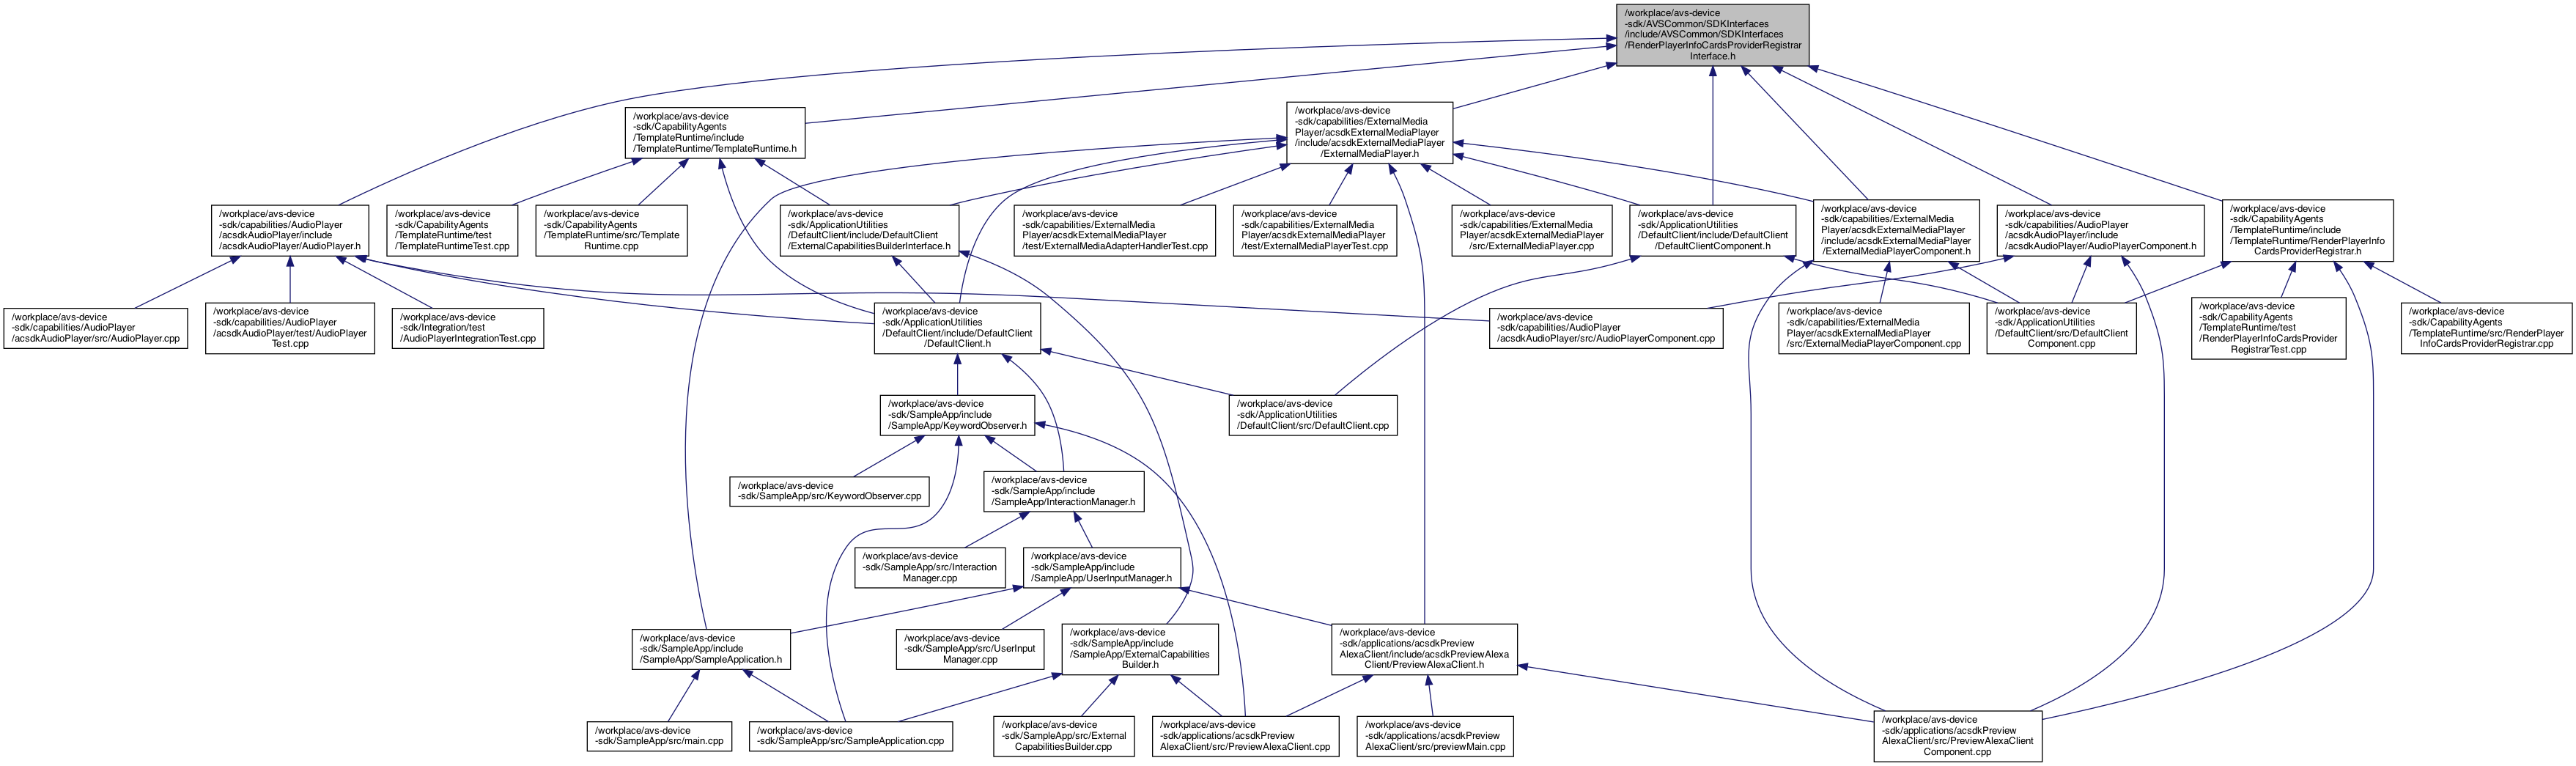 /workplace/avs-device
-sdk/AVSCommon/SDKInterfaces
/include/AVSCommon/SDKInterfaces
/RenderPlayerInfoCardsProviderRegistrar
Interface.h
/workplace/avs-device
-sdk/CapabilityAgents
/TemplateRuntime/include
/TemplateRuntime/TemplateRuntime.h
/workplace/avs-device
-sdk/capabilities/ExternalMedia
Player/acsdkExternalMediaPlayer
/include/acsdkExternalMediaPlayer
/ExternalMediaPlayer.h
/workplace/avs-device
-sdk/capabilities/AudioPlayer
/acsdkAudioPlayer/include
/acsdkAudioPlayer/AudioPlayer.h
/workplace/avs-device
-sdk/CapabilityAgents
/TemplateRuntime/test
/TemplateRuntimeTest.cpp
/workplace/avs-device
-sdk/CapabilityAgents
/TemplateRuntime/src/Template
Runtime.cpp
/workplace/avs-device
-sdk/ApplicationUtilities
/DefaultClient/include/DefaultClient
/ExternalCapabilitiesBuilderInterface.h
/workplace/avs-device
-sdk/capabilities/ExternalMedia
Player/acsdkExternalMediaPlayer
/test/ExternalMediaAdapterHandlerTest.cpp
/workplace/avs-device
-sdk/capabilities/ExternalMedia
Player/acsdkExternalMediaPlayer
/test/ExternalMediaPlayerTest.cpp
/workplace/avs-device
-sdk/capabilities/ExternalMedia
Player/acsdkExternalMediaPlayer
/src/ExternalMediaPlayer.cpp
/workplace/avs-device
-sdk/ApplicationUtilities
/DefaultClient/include/DefaultClient
/DefaultClientComponent.h
/workplace/avs-device
-sdk/capabilities/ExternalMedia
Player/acsdkExternalMediaPlayer
/include/acsdkExternalMediaPlayer
/ExternalMediaPlayerComponent.h
/workplace/avs-device
-sdk/capabilities/AudioPlayer
/acsdkAudioPlayer/include
/acsdkAudioPlayer/AudioPlayerComponent.h
/workplace/avs-device
-sdk/CapabilityAgents
/TemplateRuntime/include
/TemplateRuntime/RenderPlayerInfo
CardsProviderRegistrar.h
/workplace/avs-device
-sdk/capabilities/AudioPlayer
/acsdkAudioPlayer/src/AudioPlayer.cpp
/workplace/avs-device
-sdk/capabilities/AudioPlayer
/acsdkAudioPlayer/test/AudioPlayer
Test.cpp
/workplace/avs-device
-sdk/Integration/test
/AudioPlayerIntegrationTest.cpp
/workplace/avs-device
-sdk/ApplicationUtilities
/DefaultClient/include/DefaultClient
/DefaultClient.h
/workplace/avs-device
-sdk/capabilities/AudioPlayer
/acsdkAudioPlayer/src/AudioPlayerComponent.cpp
/workplace/avs-device
-sdk/capabilities/ExternalMedia
Player/acsdkExternalMediaPlayer
/src/ExternalMediaPlayerComponent.cpp
/workplace/avs-device
-sdk/ApplicationUtilities
/DefaultClient/src/DefaultClient
Component.cpp
/workplace/avs-device
-sdk/CapabilityAgents
/TemplateRuntime/test
/RenderPlayerInfoCardsProvider
RegistrarTest.cpp
/workplace/avs-device
-sdk/CapabilityAgents
/TemplateRuntime/src/RenderPlayer
InfoCardsProviderRegistrar.cpp
/workplace/avs-device
-sdk/SampleApp/include
/SampleApp/KeywordObserver.h
/workplace/avs-device
-sdk/ApplicationUtilities
/DefaultClient/src/DefaultClient.cpp
/workplace/avs-device
-sdk/SampleApp/src/KeywordObserver.cpp
/workplace/avs-device
-sdk/SampleApp/include
/SampleApp/InteractionManager.h
/workplace/avs-device
-sdk/SampleApp/src/Interaction
Manager.cpp
/workplace/avs-device
-sdk/SampleApp/include
/SampleApp/UserInputManager.h
/workplace/avs-device
-sdk/SampleApp/include
/SampleApp/SampleApplication.h
/workplace/avs-device
-sdk/SampleApp/src/UserInput
Manager.cpp
/workplace/avs-device
-sdk/SampleApp/include
/SampleApp/ExternalCapabilities
Builder.h
/workplace/avs-device
-sdk/applications/acsdkPreview
AlexaClient/include/acsdkPreviewAlexa
Client/PreviewAlexaClient.h
/workplace/avs-device
-sdk/SampleApp/src/main.cpp
/workplace/avs-device
-sdk/SampleApp/src/SampleApplication.cpp
/workplace/avs-device
-sdk/SampleApp/src/External
CapabilitiesBuilder.cpp
/workplace/avs-device
-sdk/applications/acsdkPreview
AlexaClient/src/PreviewAlexaClient.cpp
/workplace/avs-device
-sdk/applications/acsdkPreview
AlexaClient/src/previewMain.cpp
/workplace/avs-device
-sdk/applications/acsdkPreview
AlexaClient/src/PreviewAlexaClient
Component.cpp